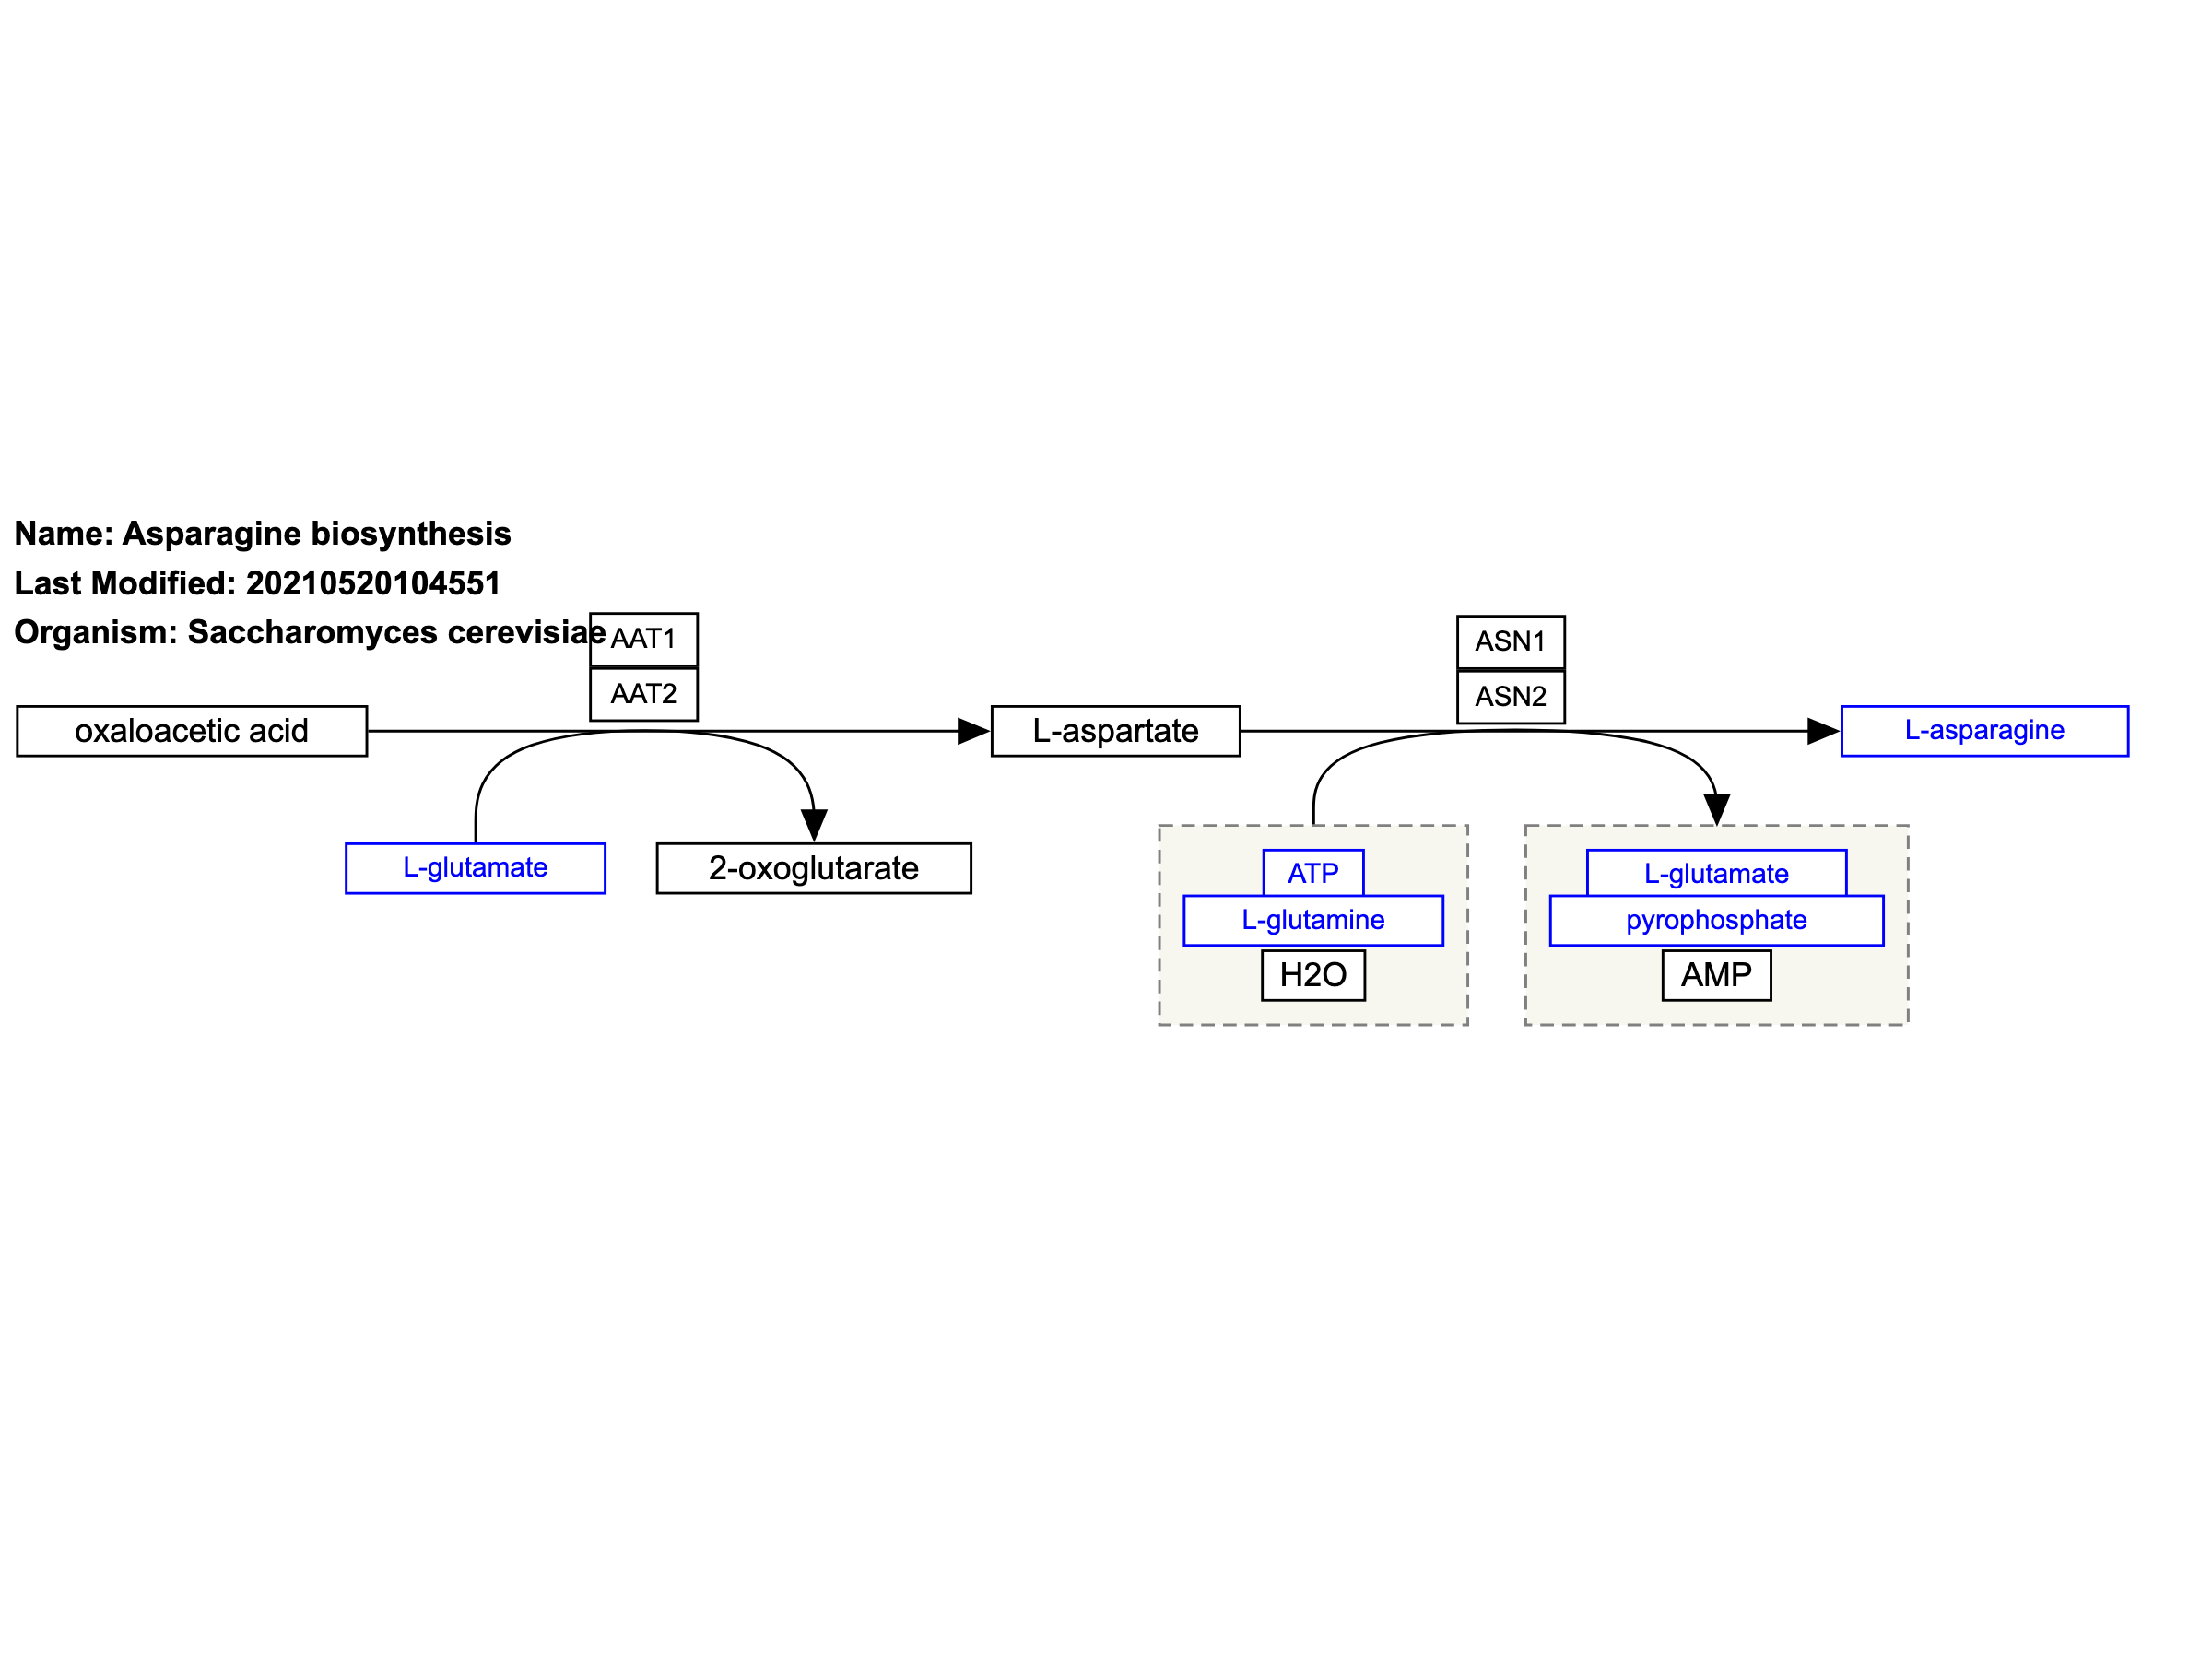 Name: Asparagine biosynthesis
Last Modified: 20210520104551
Organism: Saccharomyces cerevisiae
AAT1
AAT2
ASN1
ASN2
oxaloacetic acid
L-aspartate
L-asparagine
L-glutamate
2-oxoglutarate
ATP
L-glutamine
H2O
L-glutamate
pyrophosphate
AMP